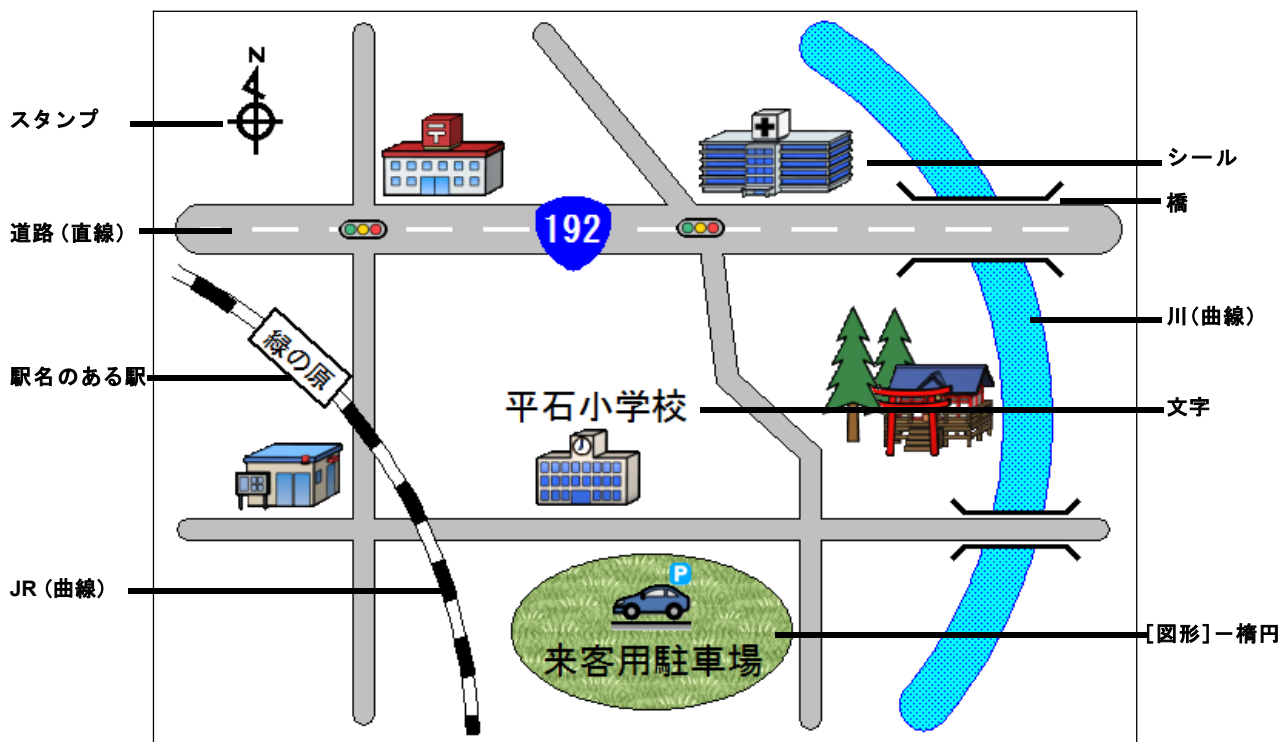 N
スタンプ
〒
シール
橋
道路（直線）
192
川（曲線）
緑の原
駅名のある駅
平石小学校
文字
P
JR（曲線）
[図形]－楕円
来客用駐車場